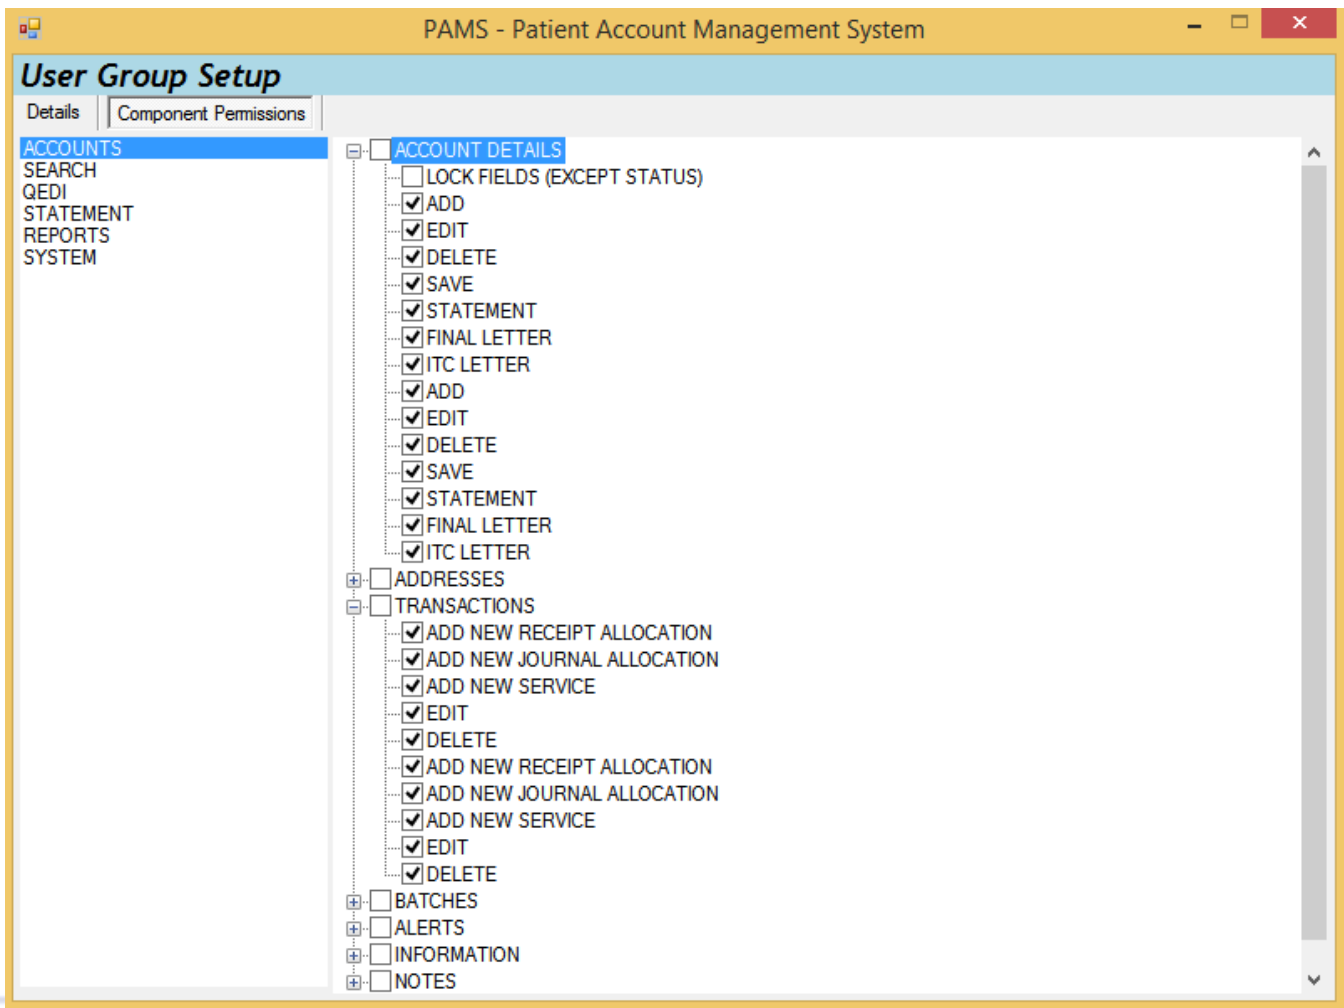 PAMS - Patient Account Management System
User Group Setup
Details Component Permissions
ACCOUNTS
SEARCH
QEDI
STATEMENT
REPORTS
SYSTEM
ACCOUNT DETAILS
LOCK FIELDS (EXCEPT STATUS)
ADD
EDIT
DELETE
SAVE
STATEMENT
FINAL LETTER
ITC LETTER
ADD
EDIT
DELETE
SAVE
STATEMENT
FINAL LETTER
ITC LETTER
ADDRESSES
TRANSACTIONS
ADD NEW RECEIPT ALLOCATION
ADD NEW JOURNAL ALLOCATION
ADD NEW SERVICE
EDIT
DELETE
ADD NEW RECEIPT ALLOCATION
ADD NEW JOURNAL ALLOCATION
ADD NEW SERVICE
EDIT
DELETE
BATCHES
ALERTS
INFORMATION
NOTES